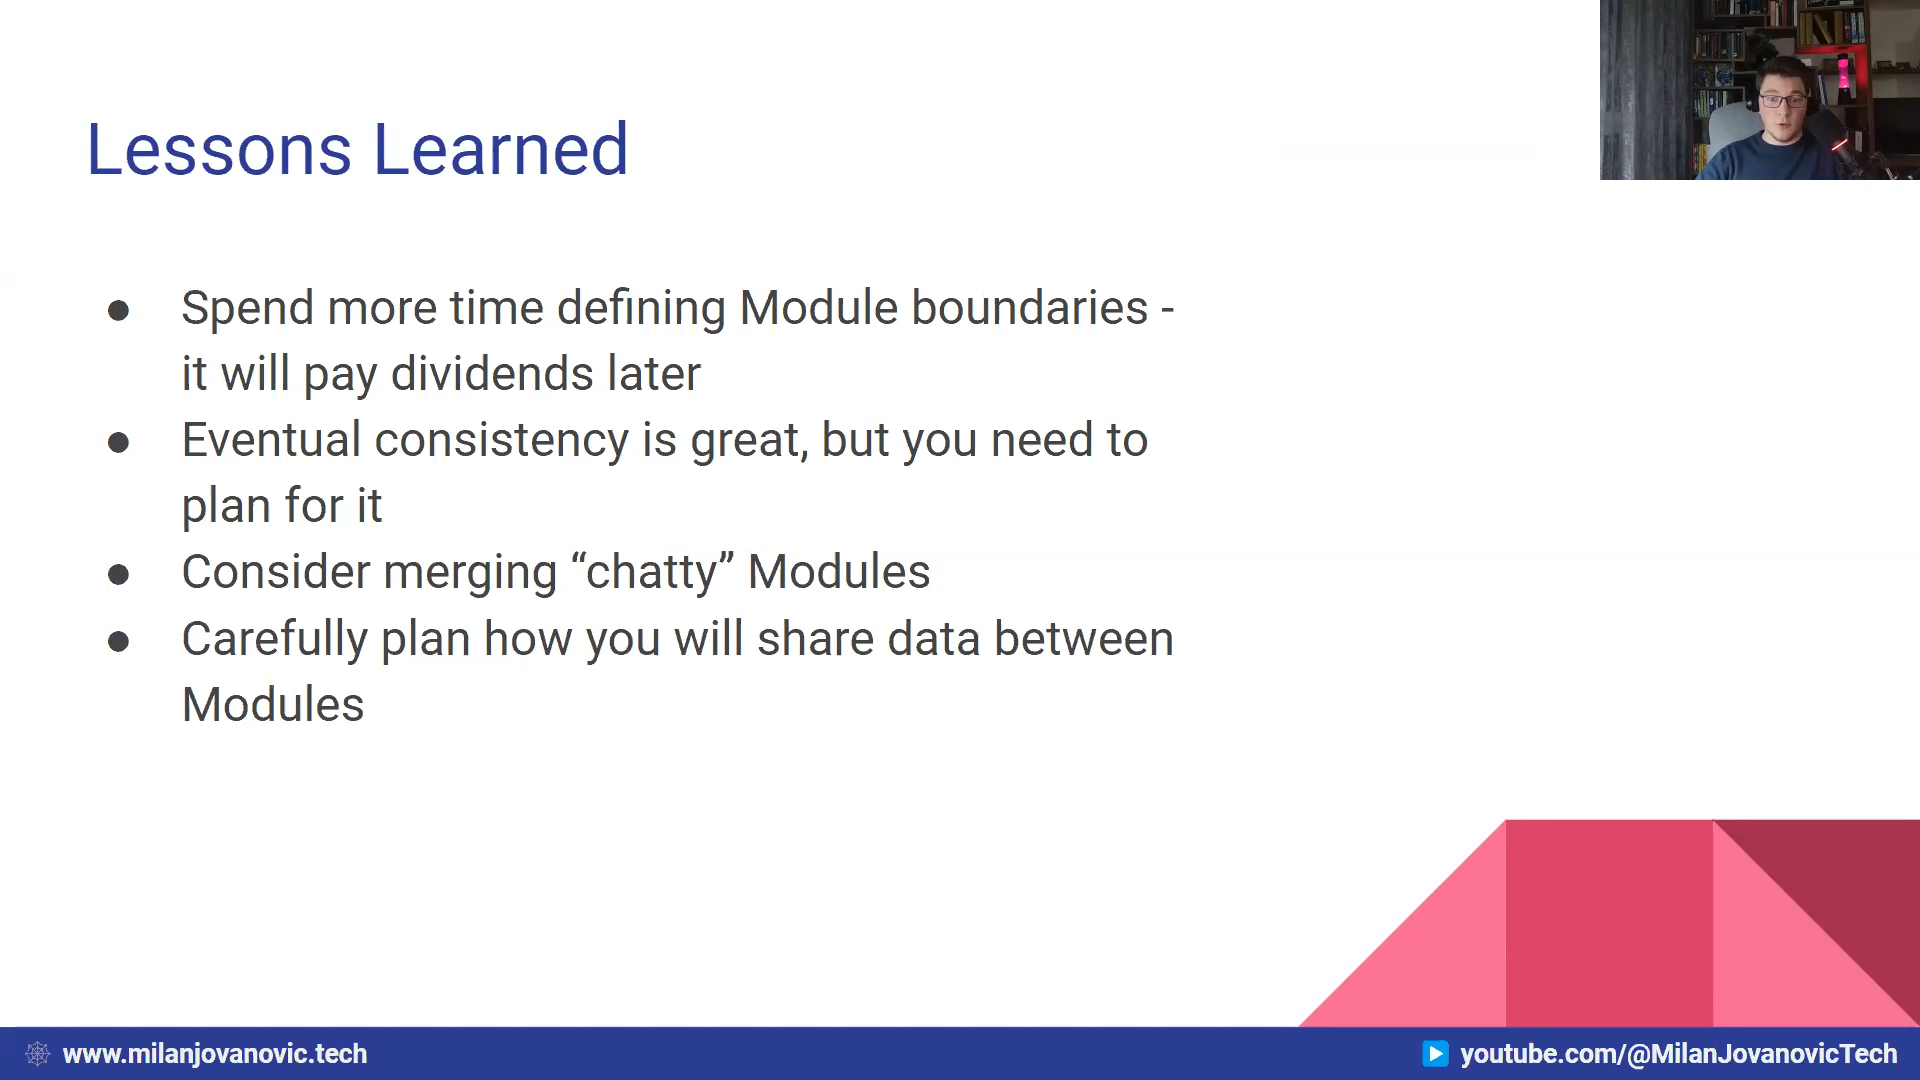 Lessons Learned
● Spend more time defining Module boundaries -
it will pay dividends later
● Eventual consistency is great, but you need to
plan for it
● Consider merging “chatty” Modules
● Carefully plan how you will share data between
Modules
www.milanjovanovic.tech
youtube.com/@MilanJovanovicTech